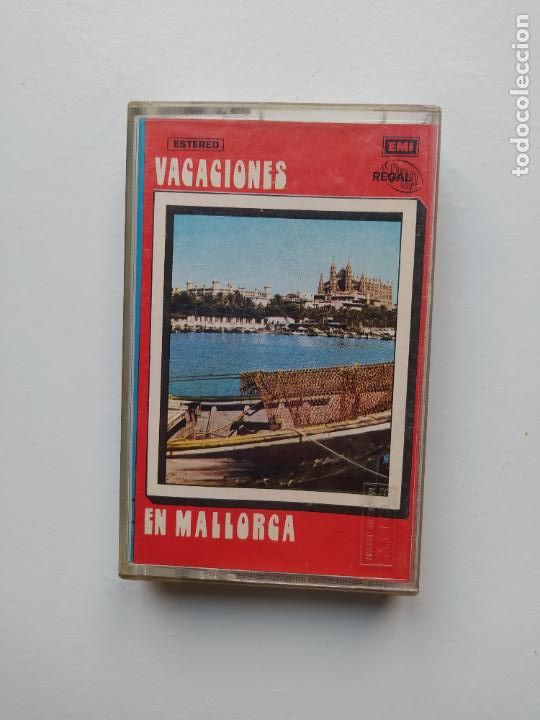 ESTEREO
EMI
REGAL
VACACIONES
EN MALLORCA
todocoleccion